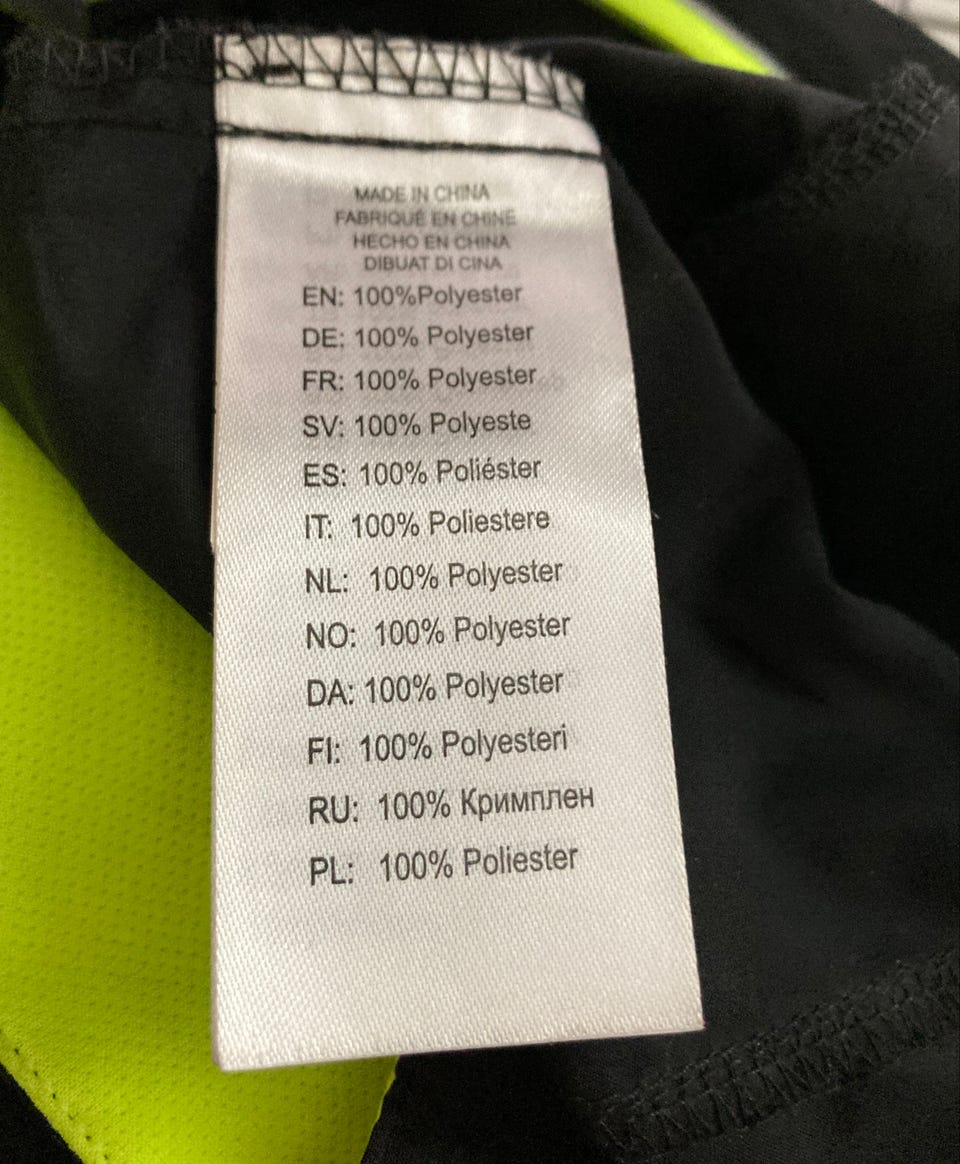 MADE IN CHINA
FABRIQUÉ EN CHINE
HECHO EN CHINA
DIBUAT DI CINA
EN: 100%Polyester
DE: 100% Polyester
FR: 100% Polyester
SV: 100% Polyeste
ES: 100% Poliéster
IT: 100% Poliestere
NL: 100% Polyester
NO: 100% Polyester
DA: 100% Polyester
FI: 100% Polyesteri
RU: 100% Кримплен
PL: 100% Poliester